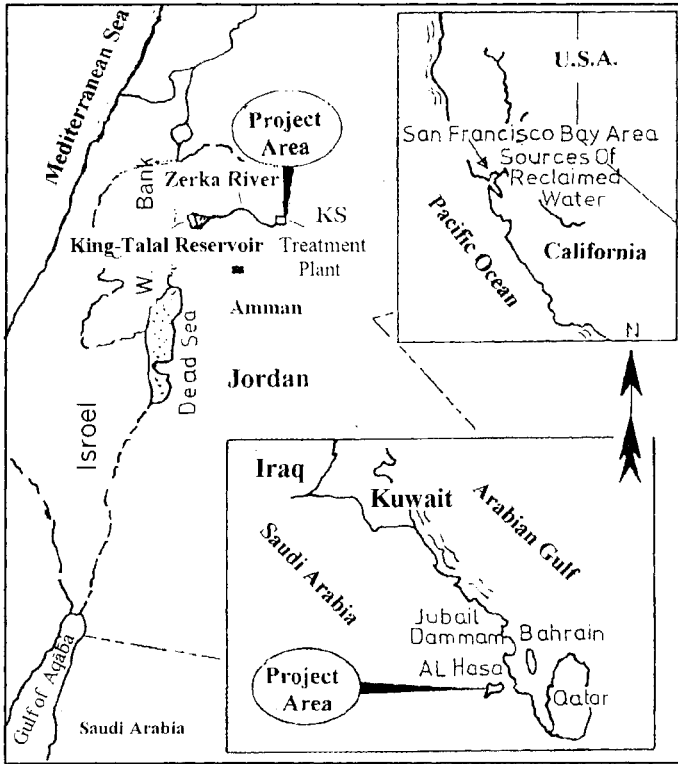 Mediterranean Sea
Project
Area
Zerka River
Bank
W.
KS
King-Talal Reservoir
Treatment
Plant
Amman
Dead Sea
Jordan
Isroel
Gulf of Aqaba
Saudi Arabia
U.S.A.
San Francisco Bay Area
Sources Of
Reclaimed
Water
Pacific Ocean
California
N
Iraq
Kuwait
Arabian Gulf
Saudi Arabia
Jubail
Dammam
Bahrain
AL Hasa
Project
Area
Qatar